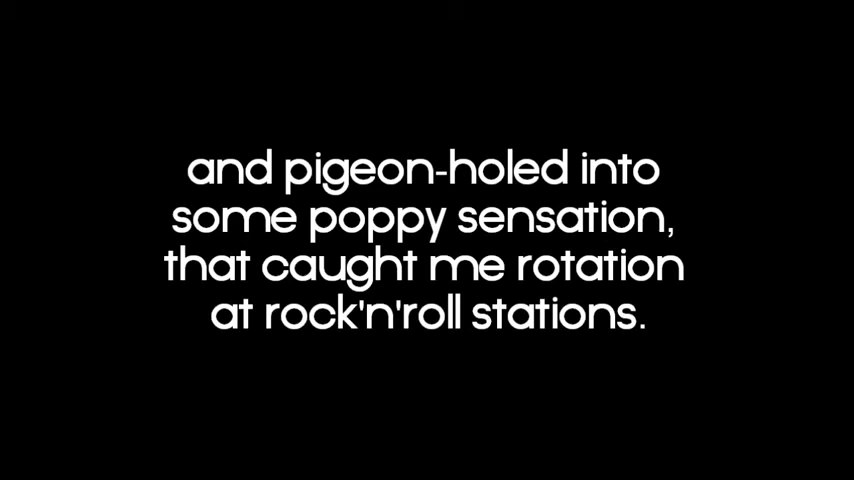 and pigeon-holed into
some poppy sensation,
that caught me rotation
at rock'n'roll stations.